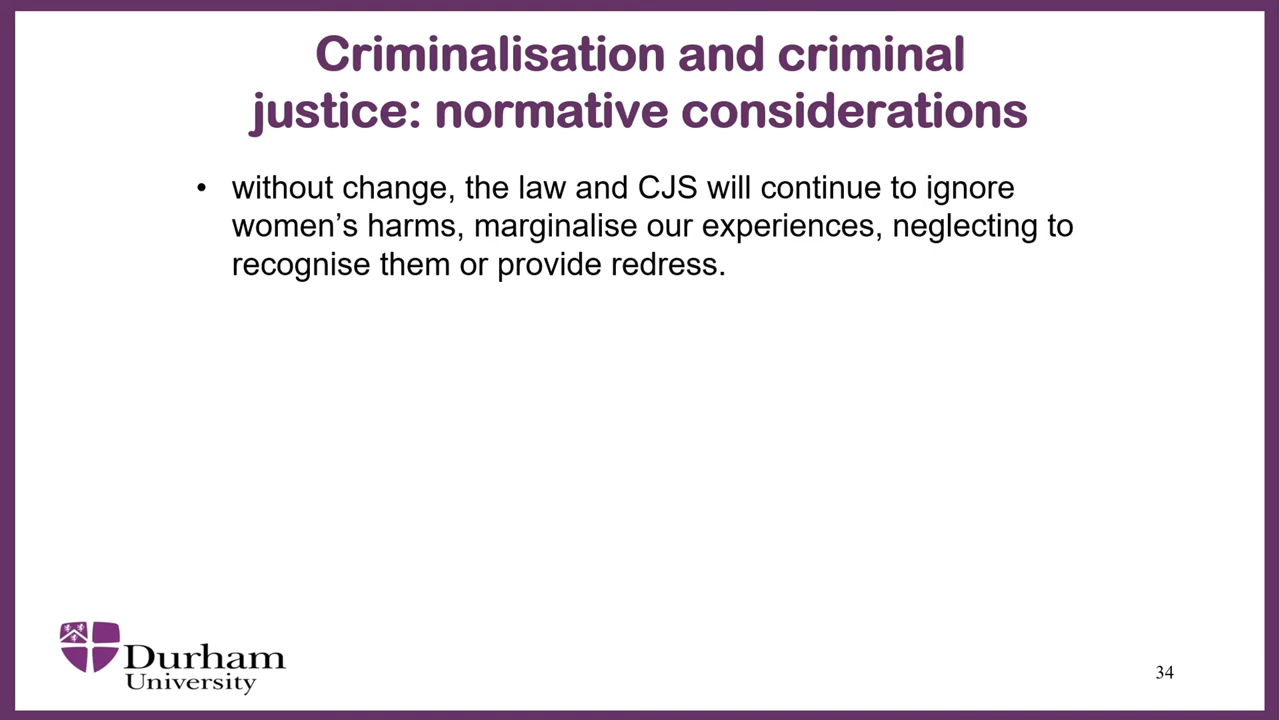 Criminalisation and criminal
justice: normative considerations
• without change, the law and CJS will continue to ignore
women’s harms, marginalise our experiences, neglecting to
recognise them or provide redress.
Durham
University
34